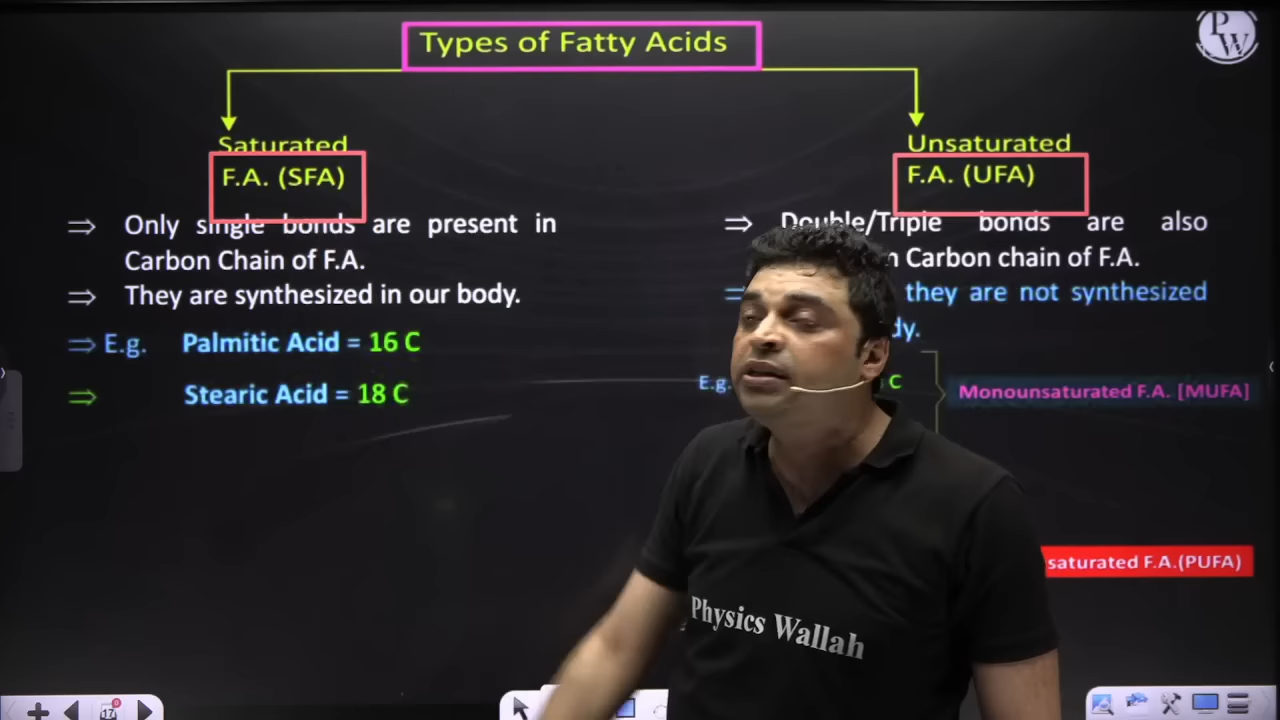 Types of Fatty Acids
PW
Saturated
F.A. (SFA)
⇒ Only single bonds are present in
Carbon Chain of F.A.
⇒ They are synthesized in our body.
⇒ E.g. Palmitic Acid = 16 C
⇒ Stearic Acid = 18 C
Unsaturated
F.A. (UFA)
⇒ Double/Triple bonds are also
Carbon chain of F.A.
they are not synthesized
E.g. C
Monounsaturated F.A. [MUFA]
saturated F.A.(PUFA)
Physics Wallah
17